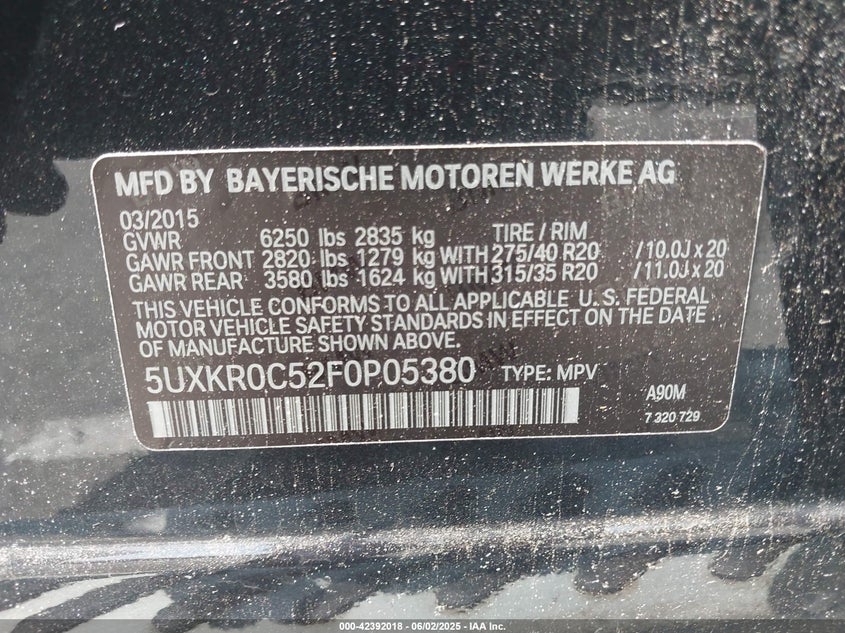 MFD BY BAYERISCHE MOTOREN WERKE AG
03/2015
GVWR 6250 lbs 2835 kg TIRE / RIM
GAWR FRONT 2820 lbs 1279 kg WITH 275/40 R20 /10.0J x 20
GAWR REAR 3580 lbs 1624 kg WITH 315/35 R20 /11.0J x 20
THIS VEHICLE CONFORMS TO ALL APPLICABLE U. S. FEDERAL
MOTOR VEHICLE SAFETY STANDARDS IN EFFECT ON THE DATE
OF MANUFACTURE SHOWN ABOVE.
5UXKR0C52F0P05380 TYPE: MPV
A90M
7 320 729
000-42392018 - 06/02/2025 - IAA Inc.